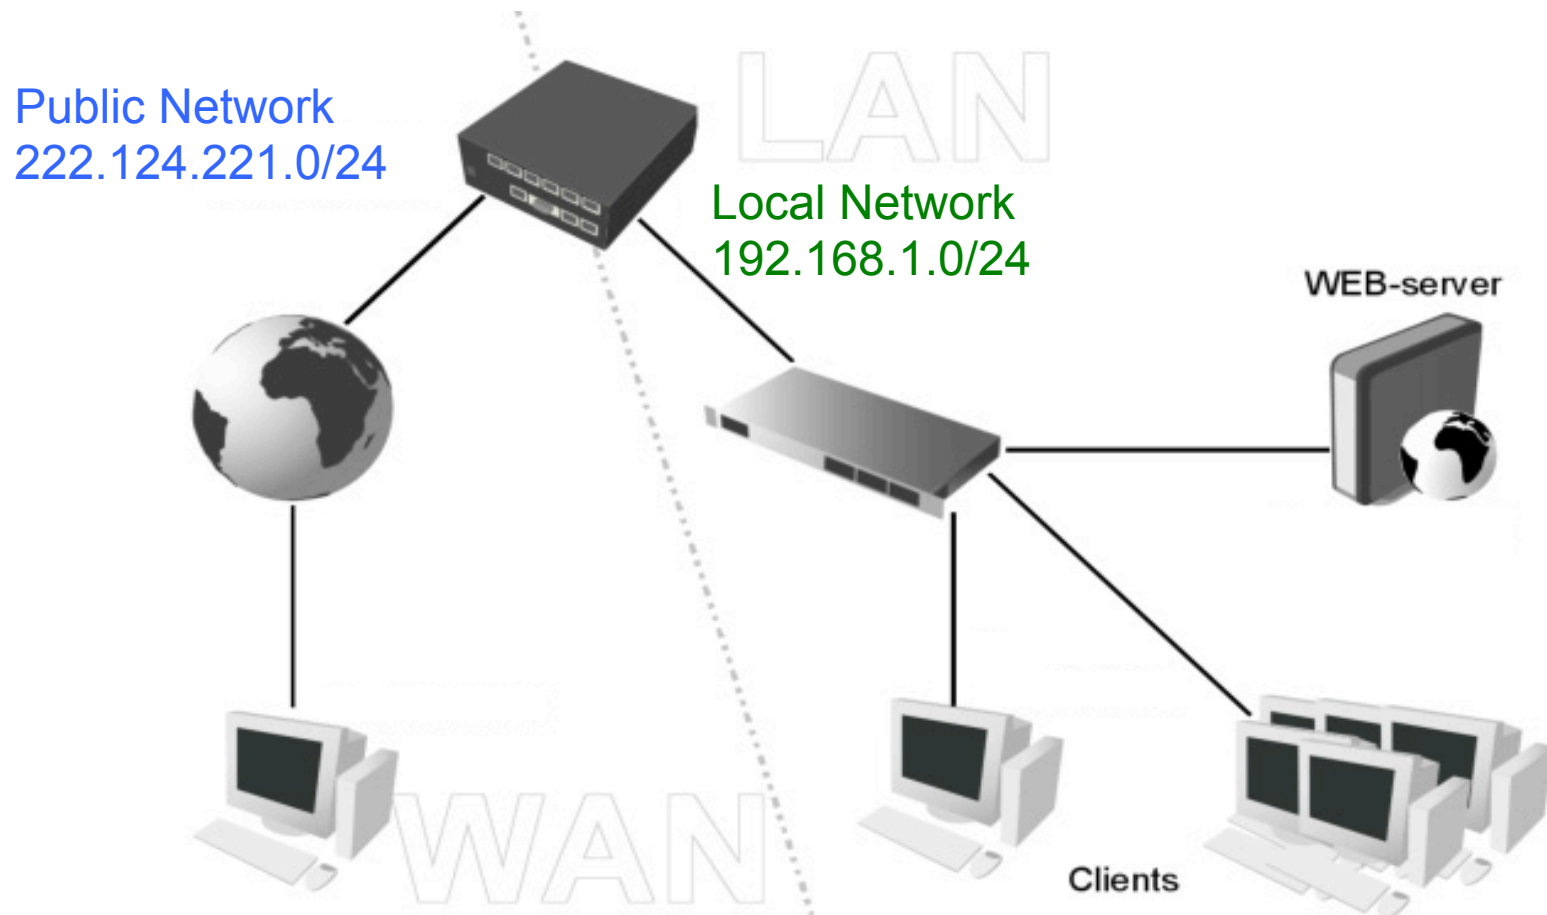 LAN
Public Network
222.124.221.0/24
Local Network
192.168.1.0/24
WEB-server
WAN
Clients